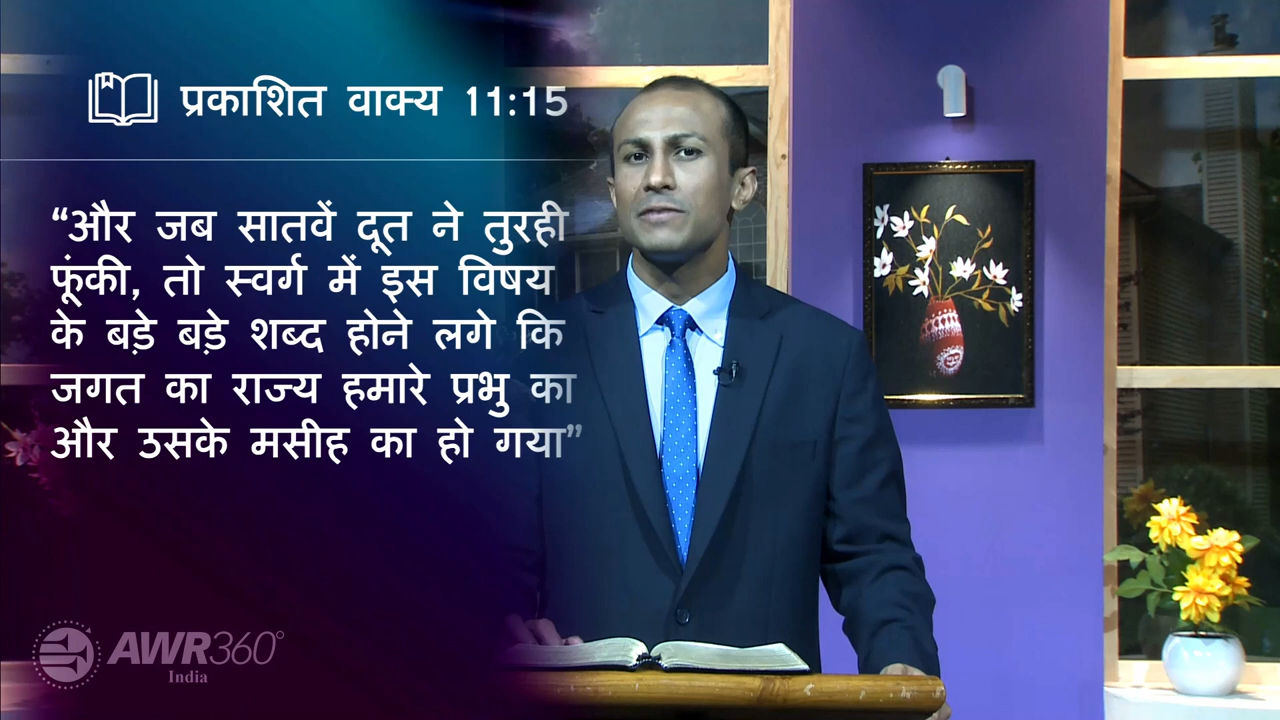 प्रकाशित वाक्य 11:15
“और जब सातवें दूत ने तुरही
फूंकी, तो स्वर्ग में इस विषय
के बड़े बड़े शब्द होने लगे कि
जगत का राज्य हमारे प्रभु का
और उसके मसीह का हो गया”
AWR360°
India